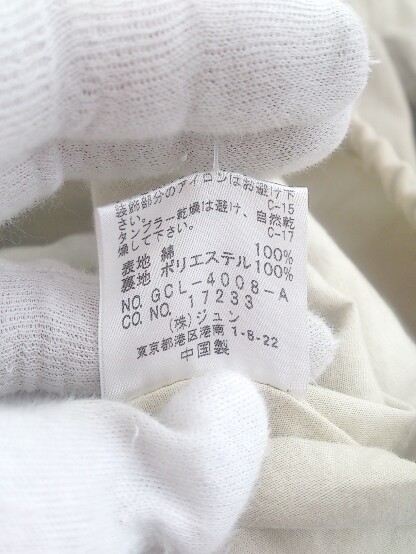 装飾部分のアイロンはお避け下
さい。 C-15
タンブラー乾燥は避け、自然乾
燥して下さい。 C-17
表地 綿 100%
裏地 ポリエステル100%
NO. GCL-4008-A
CO. NO. 17233
(株)ジュン
東京都港区港南1-8-22
中国製